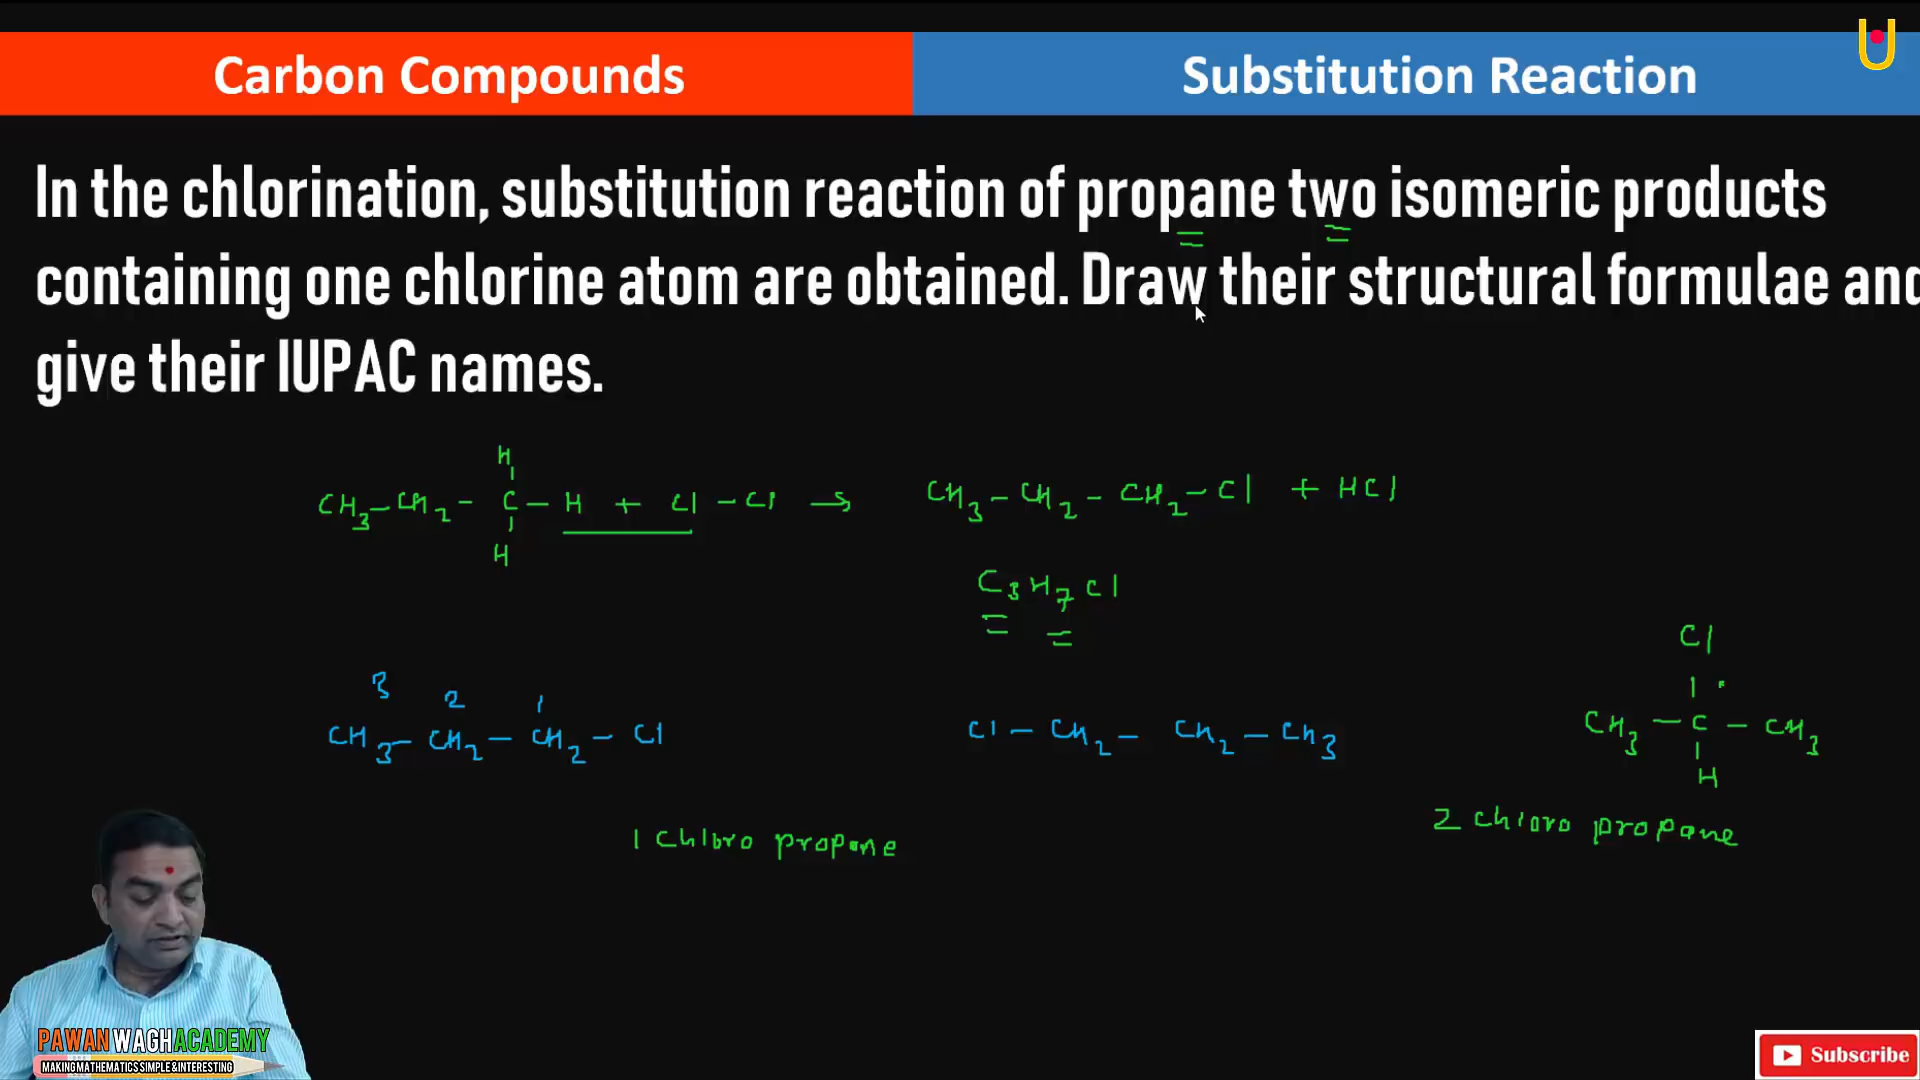 Carbon Compounds
Substitution Reaction
In the chlorination, substitution reaction of propane two isomeric products
containing one chlorine atom are obtained. Draw their structural formulae and
give their IUPAC names.
H
CH3 - CH2 - C - H + Cl - Cl → CH3 - CH2 - CH2 - Cl + HCl
H
C3H7Cl
Cl
3 2 1
CH3 - CH2 - CH2 - Cl
Cl - CH2 - CH2 - CH3
CH3 - C - CH3
H
1 chloro propane
2 chloro propane
PAWAN WAGH ACADEMY
MAKING MATHEMATICS SIMPLE & INTERESTING
Subscribe